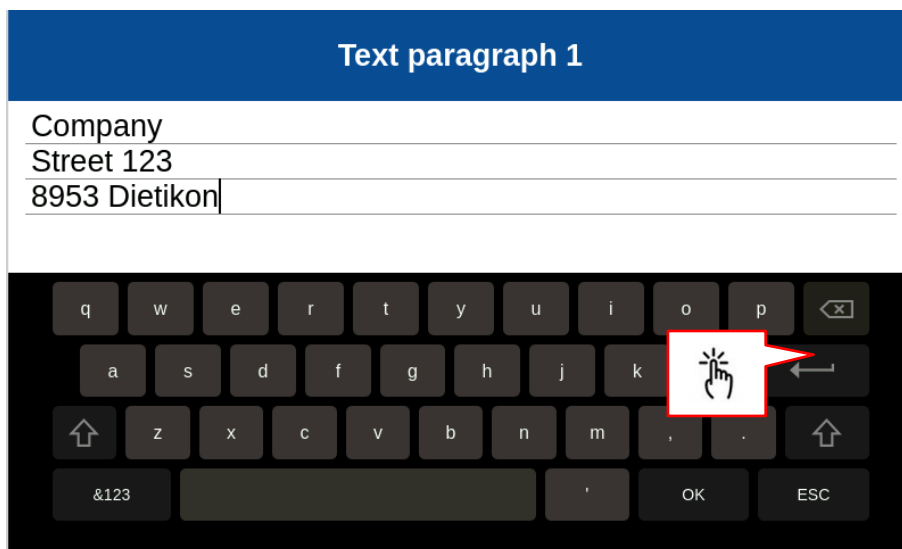 Text paragraph 1
Company
Street 123
8953 Dietikon
q w e r t y u i o p
a s d f g h j k
z x c v b n m , .
&123 ' OK ESC